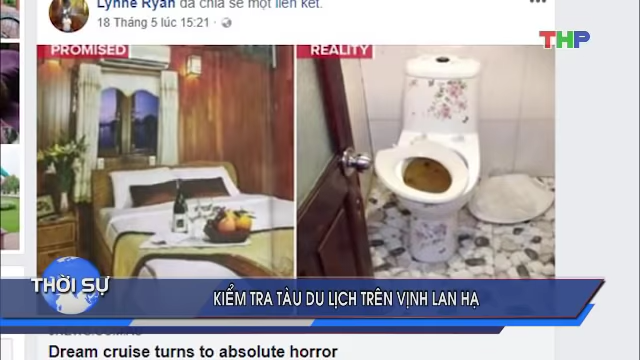 Lynne Ryan đã chia sẻ một liên kết.
18 Tháng 5 lúc 15:21
THP
PROMISED
REALITY
THỜI SỰ
KIỂM TRA TÀU DU LỊCH TRÊN VỊNH LAN HẠ
Dream cruise turns to absolute horror